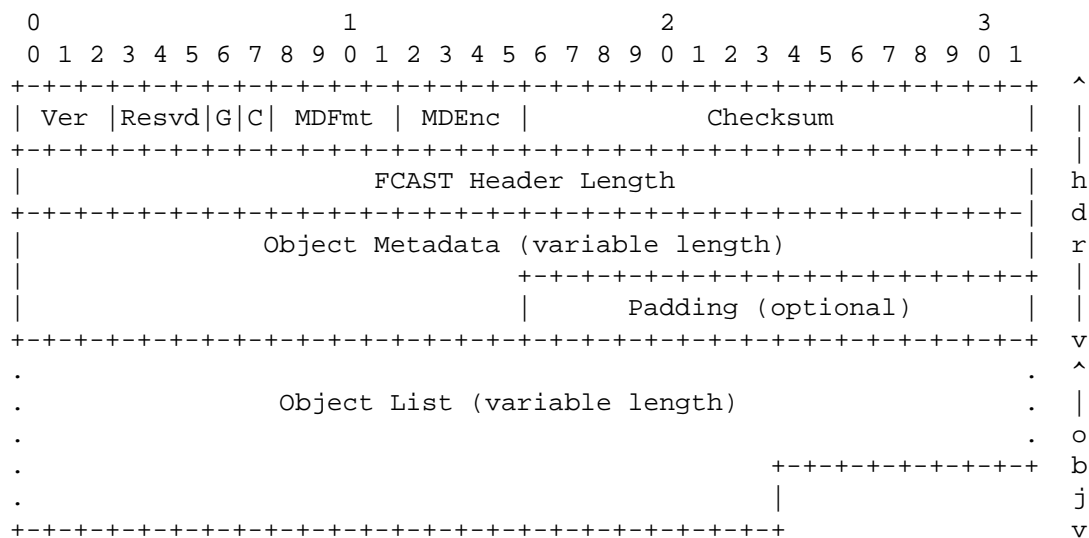 0                   1                   2                   3
 0 1 2 3 4 5 6 7 8 9 0 1 2 3 4 5 6 7 8 9 0 1 2 3 4 5 6 7 8 9 0 1
+-+-+-+-+-+-+-+-+-+-+-+-+-+-+-+-+-+-+-+-+-+-+-+-+-+-+-+-+-+-+-+-+  ^
| Ver |Resvd|G|C| MDFmt | MDEnc |           Checksum            |  |
+-+-+-+-+-+-+-+-+-+-+-+-+-+-+-+-+-+-+-+-+-+-+-+-+-+-+-+-+-+-+-+-+  |
|                      FCAST Header Length                      |  h
+-+-+-+-+-+-+-+-+-+-+-+-+-+-+-+-+-+-+-+-+-+-+-+-+-+-+-+-+-+-+-+-|  d
|               Object Metadata (variable length)               |  r
|                               +-+-+-+-+-+-+-+-+-+-+-+-+-+-+-+-+  |
|                               |      Padding (optional)       |  |
+-+-+-+-+-+-+-+-+-+-+-+-+-+-+-+-+-+-+-+-+-+-+-+-+-+-+-+-+-+-+-+-+  v
.                                                               .  ^
.                Object List (variable length)                  .  |
.                                                               .  o
.                                               +-+-+-+-+-+-+-+-+  b
.                                               |                  j
+-+-+-+-+-+-+-+-+-+-+-+-+-+-+-+-+-+-+-+-+-+-+-+-+                  v